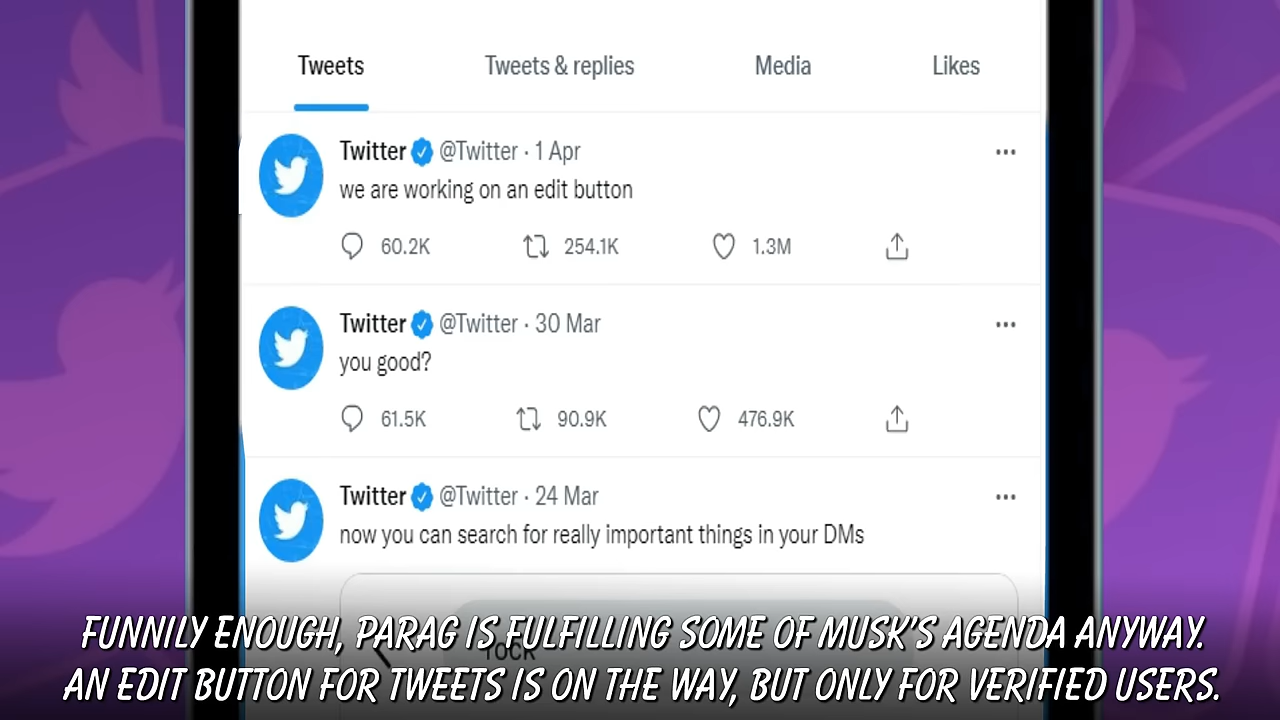 Tweets Tweets & replies Media Likes
Twitter @Twitter · 1 Apr
we are working on an edit button
60.2K 254.1K 1.3M
Twitter @Twitter · 30 Mar
you good?
61.5K 90.9K 476.9K
Twitter @Twitter · 24 Mar
now you can search for really important things in your DMs
FUNNILY ENOUGH, PARAG IS FULFILLING SOME OF MUSK'S AGENDA ANYWAY.
AN EDIT BUTTON FOR TWEETS IS ON THE WAY, BUT ONLY FOR VERIFIED USERS.